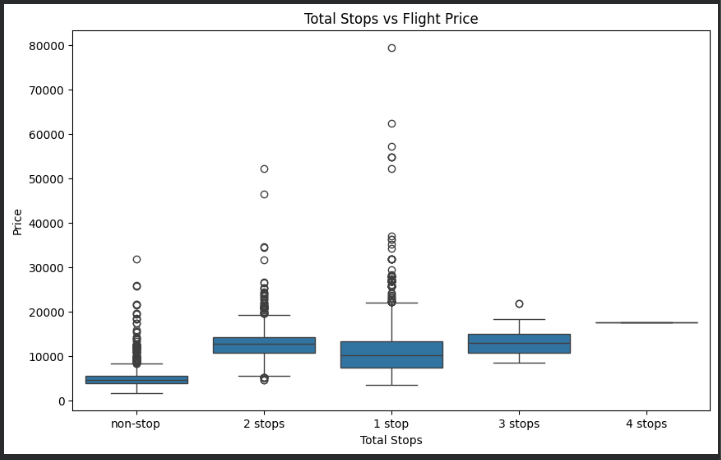 Total Stops vs Flight Price
80000
70000
60000
50000
40000
30000
20000
10000
0
Price
non-stop
2 stops
1 stop
3 stops
4 stops
Total Stops